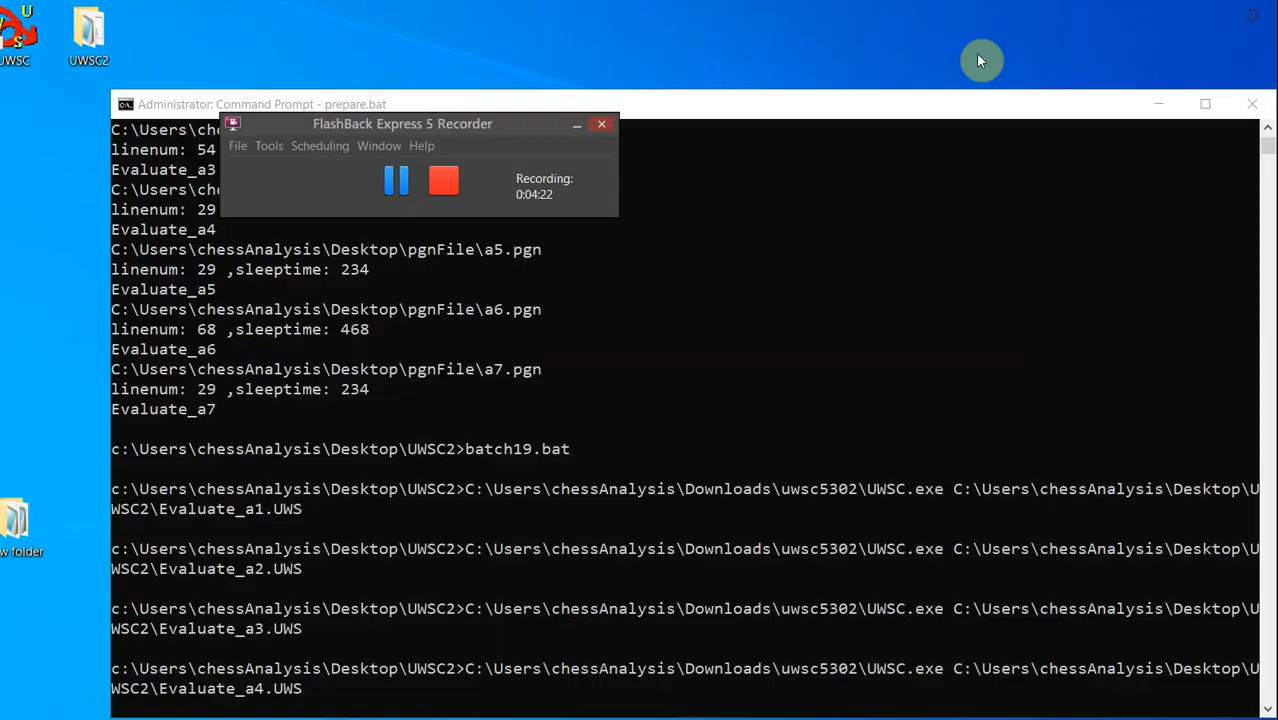 U
S
UWSC
UWSC2
Administrator: Command Prompt - prepare.bat
FlashBack Express 5 Recorder
File Tools Scheduling Window Help
Recording:
0:04:22
C:\Users\che
linenum: 54
Evaluate_a3
C:\Users\che
linenum: 29
Evaluate_a4
C:\Users\chessAnalysis\Desktop\pgnFile\a5.pgn
linenum: 29 ,sleeptime: 234
Evaluate_a5
C:\Users\chessAnalysis\Desktop\pgnFile\a6.pgn
linenum: 68 ,sleeptime: 468
Evaluate_a6
C:\Users\chessAnalysis\Desktop\pgnFile\a7.pgn
linenum: 29 ,sleeptime: 234
Evaluate_a7
c:\Users\chessAnalysis\Desktop\UWSC2>batch19.bat
c:\Users\chessAnalysis\Desktop\UWSC2>C:\Users\chessAnalysis\Downloads\uwsc5302\UWSC.exe C:\Users\chessAnalysis\Desktop\U
WSC2\Evaluate_a1.UWS
c:\Users\chessAnalysis\Desktop\UWSC2>C:\Users\chessAnalysis\Downloads\uwsc5302\UWSC.exe C:\Users\chessAnalysis\Desktop\U
WSC2\Evaluate_a2.UWS
c:\Users\chessAnalysis\Desktop\UWSC2>C:\Users\chessAnalysis\Downloads\uwsc5302\UWSC.exe C:\Users\chessAnalysis\Desktop\U
WSC2\Evaluate_a3.UWS
c:\Users\chessAnalysis\Desktop\UWSC2>C:\Users\chessAnalysis\Downloads\uwsc5302\UWSC.exe C:\Users\chessAnalysis\Desktop\U
WSC2\Evaluate_a4.UWS
w folder